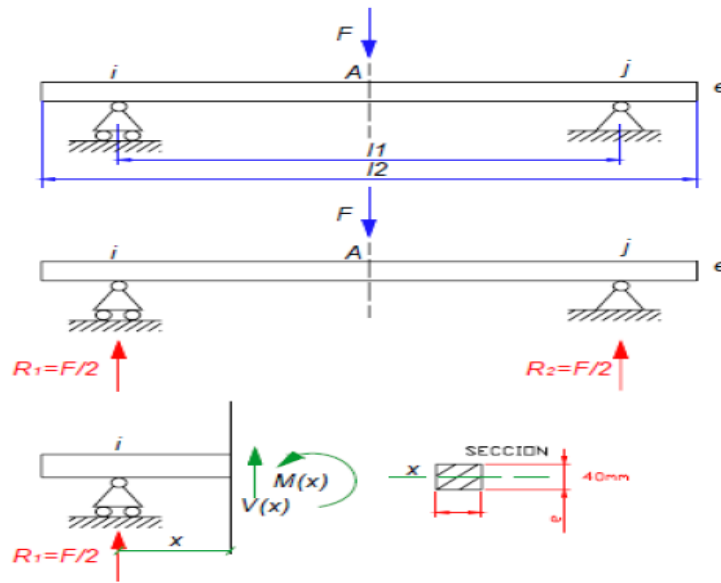 F
i A j
e
l1
l2
F
i A j
e
R1=F/2 R2=F/2
i
M(x)
V(x)
x
R1=F/2
SECCION
x
40mm
e